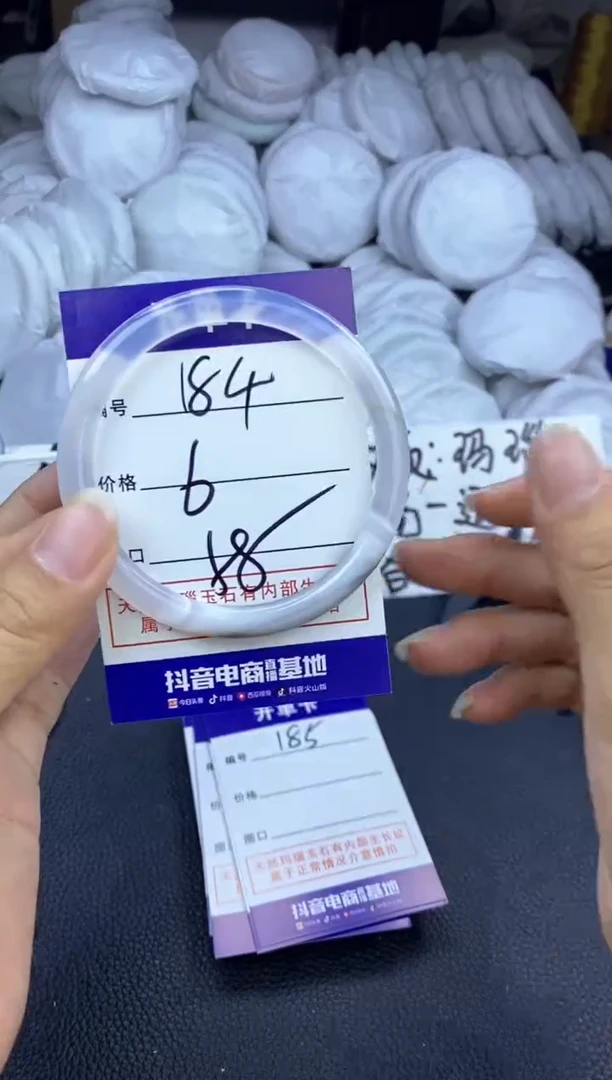 编号 184
价格 6
口 18
抖音电商直播基地
今日头条 抖音 西瓜视频 抖音火山版
玛瑙
开单卡
编号 185
价格
圈口
天然玛瑙玉石有内部生长纹
属于正常情况介意慎拍
抖音电商直播基地